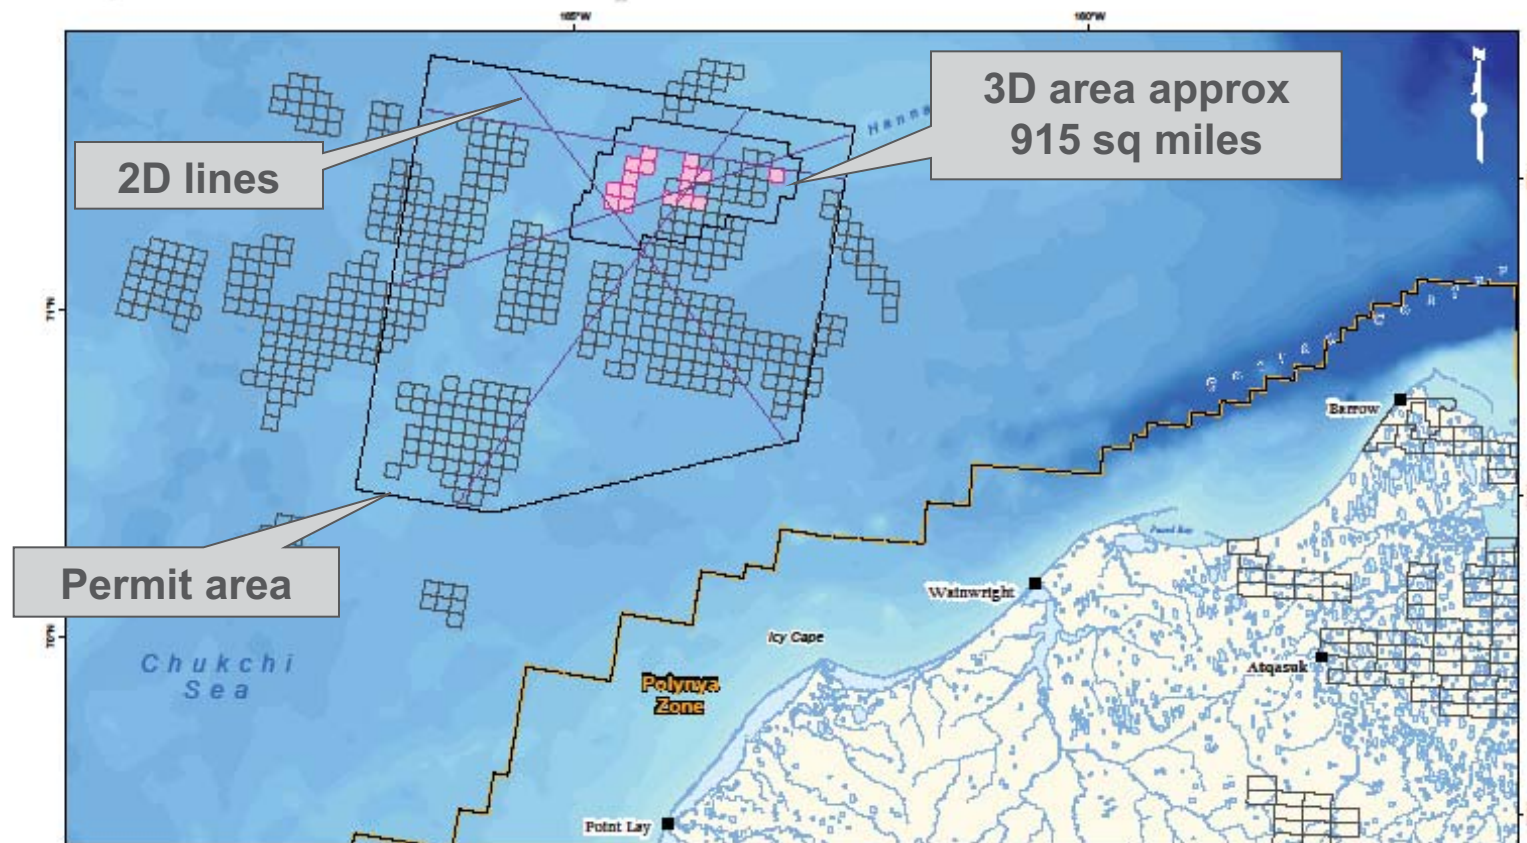 165°W
160°W
3D area approx
915 sq miles
Hanna
N
2D lines
71°N
Barrow
Permit area
Wainwright
Icy Cape
70°N
Chukchi
Sea
Polynya
Zone
Atqasuk
Point Lay